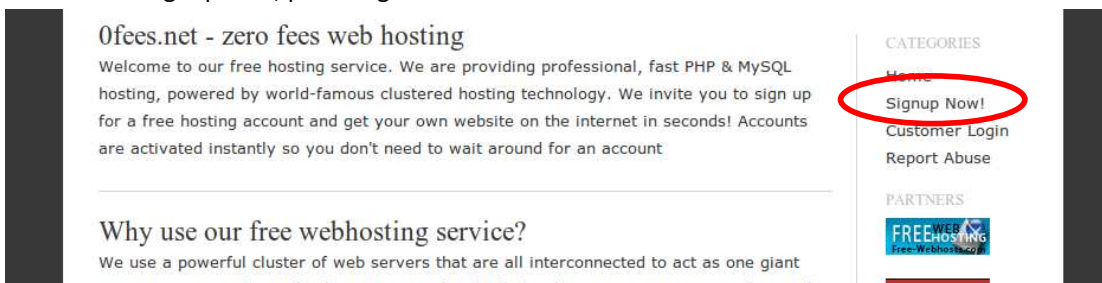 0fees.net - zero fees web hosting
Welcome to our free hosting service. We are providing professional, fast PHP & MySQL
hosting, powered by world-famous clustered hosting technology. We invite you to sign up
for a free hosting account and get your own website on the internet in seconds! Accounts
are activated instantly so you don't need to wait around for an account
Why use our free webhosting service?
We use a powerful cluster of web servers that are all interconnected to act as one giant
CATEGORIES
Home
Signup Now!
Customer Login
Report Abuse
PARTNERS
FREE WEB HOSTING
Free-Webhosts.com